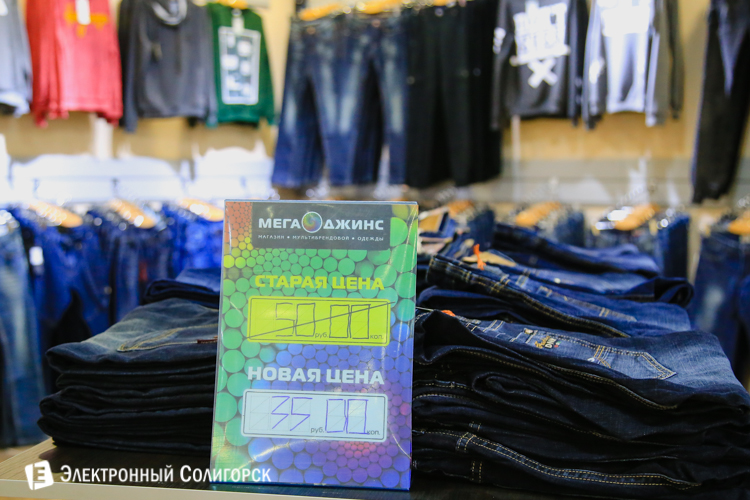 МЕГА ДЖИНС
МАГАЗИН • МУЛЬТИБРЕНДОВОЙ • ОДЕЖДЫ
СТАРАЯ ЦЕНА
50 руб. 00 коп.
НОВАЯ ЦЕНА
35 руб. 00 коп.
Э ЭЛЕКТРОННЫЙ СОЛИГОРСК